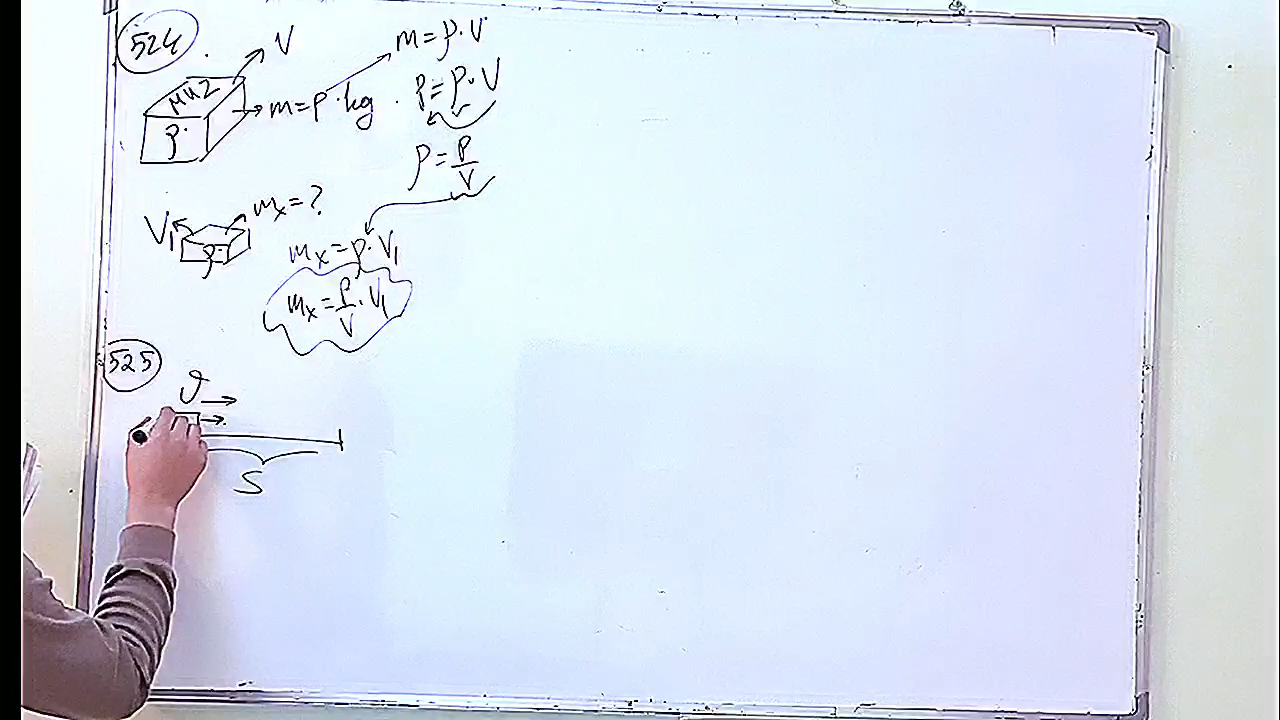 524
V
m = ρ · V
миз
m = P · kg
P = ρ · V
ρ
ρ = P/V
V₁
mₓ = ?
ρ
mₓ = ρ · V₁
mₓ = P/V · V₁
525
ϑ
S